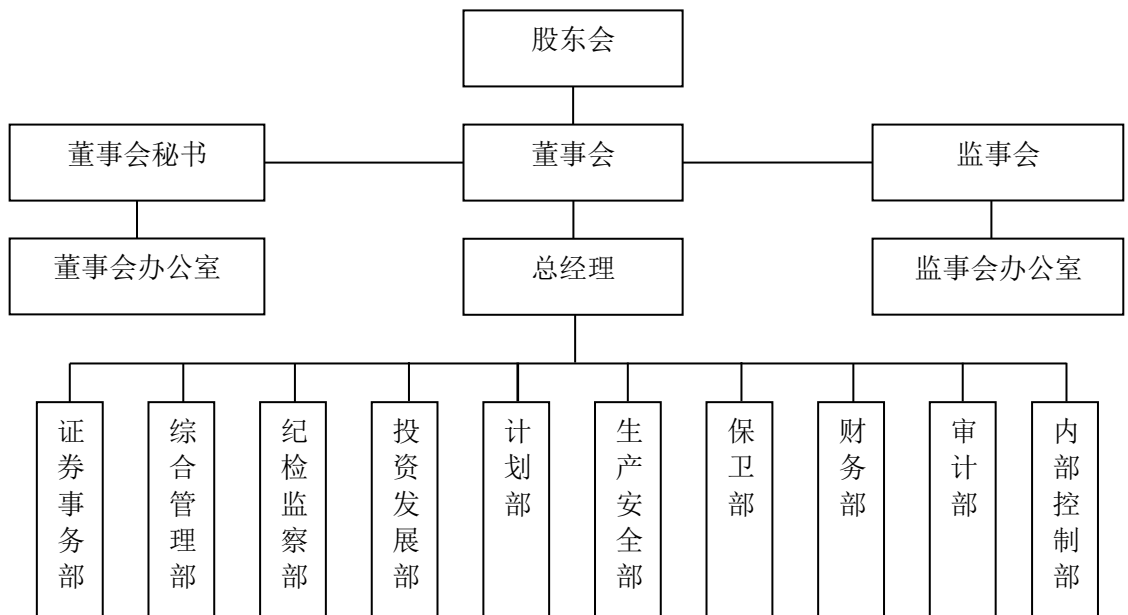 股东会
董事会秘书
董事会
监事会
董事会办公室
总经理
监事会办公室
证券事务部
综合管理部
纪检监察部
投资发展部
计划部
生产安全部
保卫部
财务部
审计部
内部控制部